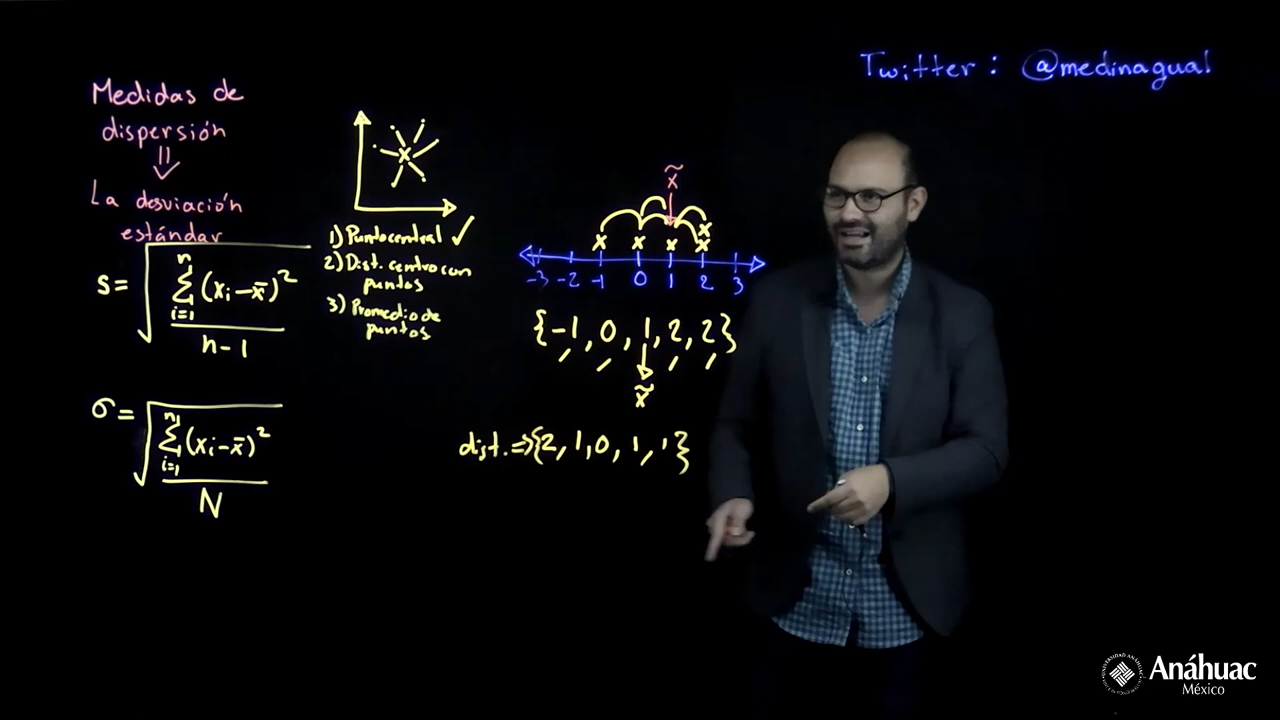 Twitter: @medinagual
Medidas de
dispersión
⇓
La desviación
estándar
s = √( n Σ i=1 (xᵢ - x̄)² / n-1 )
σ = √( n Σ i=1 (xᵢ - x̄)² / N )
x
1) Punto central ✓
2) Dist. centro con
puntos
3) Promedio de
puntos
x̃
x x x x x
-3 -2 -1 0 1 2 3
{-1, 0, 1, 2, 2}
x̃
dist. ⇒ {2, 1, 0, 1, 1}
Anáhuac
México